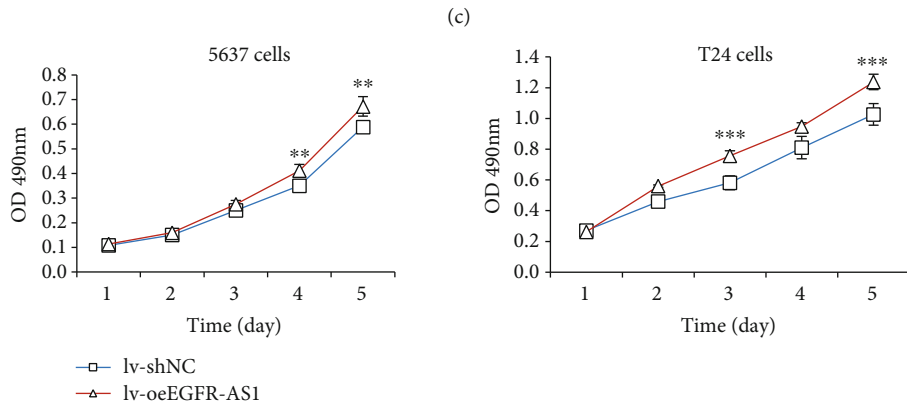 (c)
5637 cells
OD 490nm
0.8
0.7
0.6
0.5
0.4
0.3
0.2
0.1
0.0
**
**
1 2 3 4 5
Time (day)
T24 cells
OD 490nm
1.4
1.2
1.0
0.8
0.6
0.4
0.2
0.0
***
***
1 2 3 4 5
Time (day)
lv-shNC
lv-oeEGFR-AS1